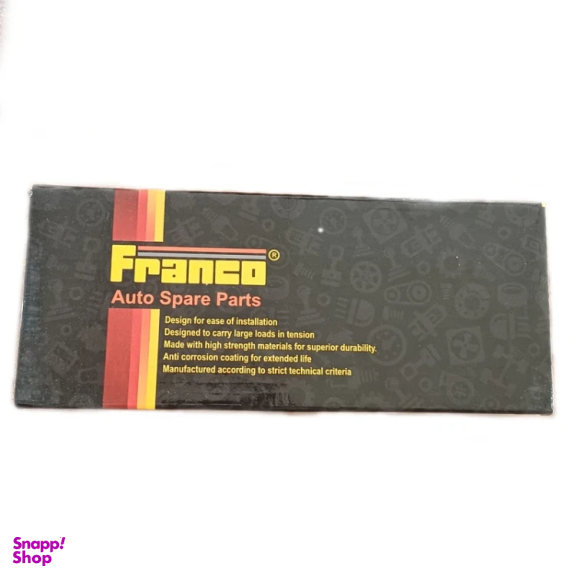 Franco®
Auto Spare Parts
Design for ease of installation
Designed to carry large loads in tension
Made with high strength materials for superior durability.
Anti corrosion coating for extended life
Manufactured according to strict technical criteria
Snapp!
Shop